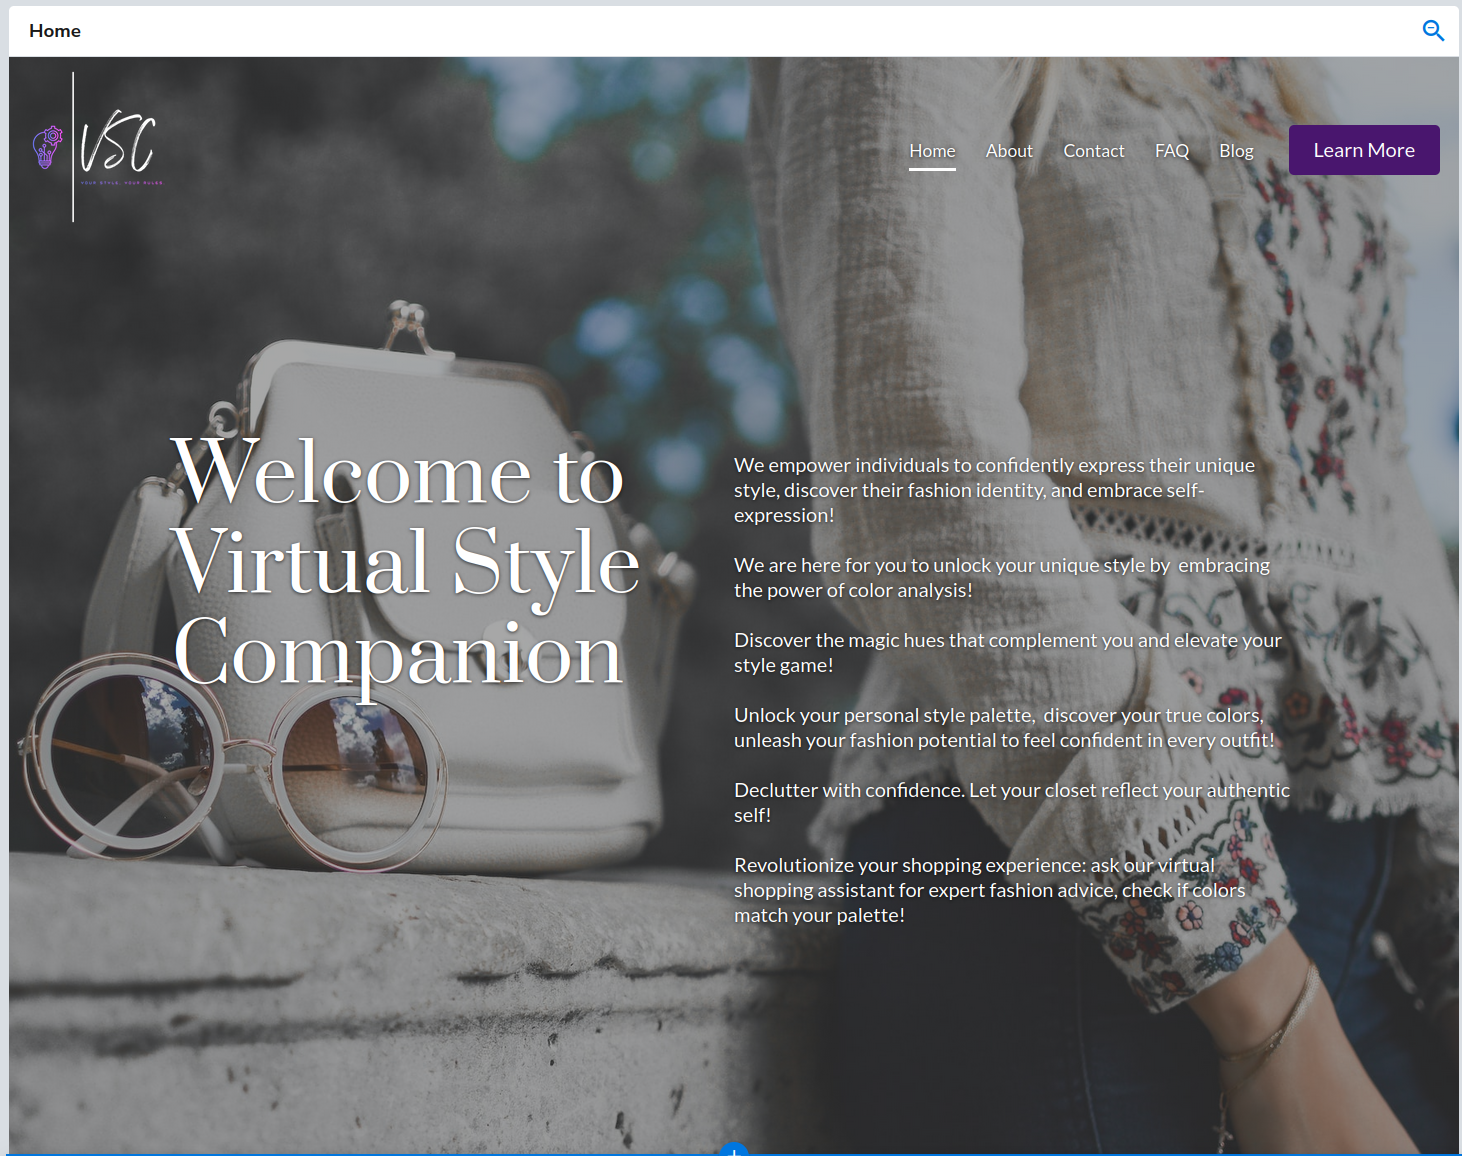 Home
VSC
YOUR STYLE, YOUR RULES
Home About Contact FAQ Blog Learn More
Welcome to
Virtual Style
Companion
We empower individuals to confidently express their unique
style, discover their fashion identity, and embrace self-
expression!
We are here for you to unlock your unique style by  embracing
the power of color analysis!
Discover the magic hues that complement you and elevate your
style game!
Unlock your personal style palette,  discover your true colors,
unleash your fashion potential to feel confident in every outfit!
Declutter with confidence. Let your closet reflect your authentic
self!
Revolutionize your shopping experience: ask our virtual
shopping assistant for expert fashion advice, check if colors
match your palette!